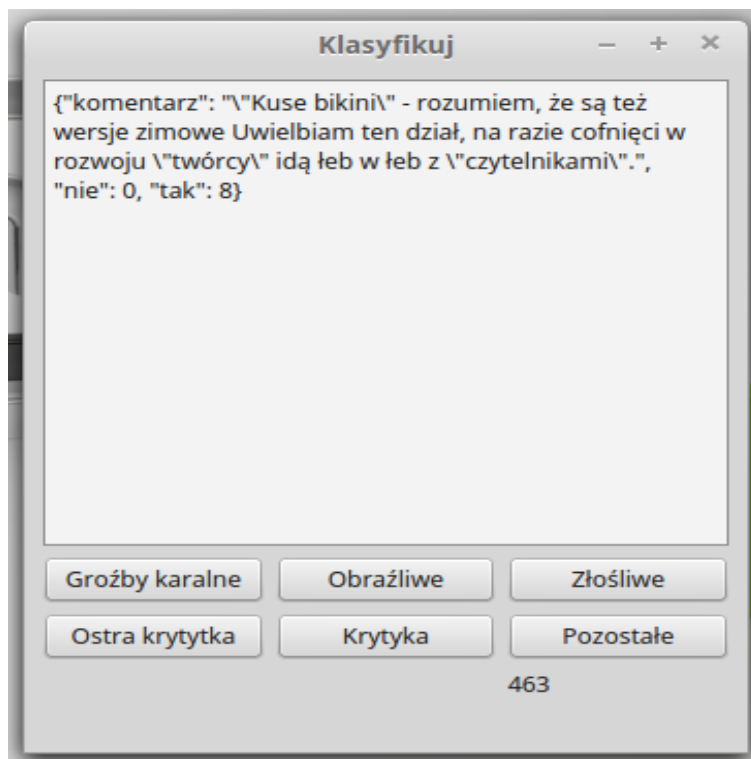 Klasyfikuj
{"komentarz": "\"Kuse bikini\" - rozumiem, że są też
wersje zimowe Uwielbiam ten dział, na razie cofnięci w
rozwoju \"twórcy\" idą łeb w łeb z \"czytelnikami\".",
"nie": 0, "tak": 8}
Groźby karalne Obraźliwe Złośliwe
Ostra krytytka Krytyka Pozostałe
463